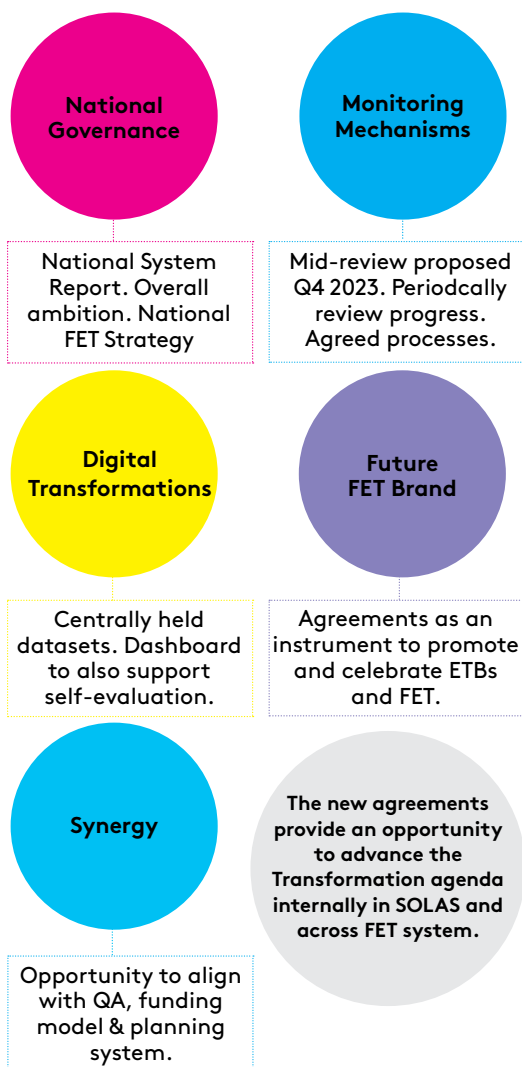 National
Governance
National System
Report. Overall
ambition. National
FET Strategy
Monitoring
Mechanisms
Mid-review proposed
Q4 2023. Periodcally
review progress.
Agreed processes.
Digital
Transformations
Centrally held
datasets. Dashboard
to also support
self-evaluation.
Future
FET Brand
Agreements as an
instrument to promote
and celebrate ETBs
and FET.
Synergy
Opportunity to align
with QA, funding
model & planning
system.
The new agreements
provide an opportunity
to advance the
Transformation agenda
internally in SOLAS and
across FET system.